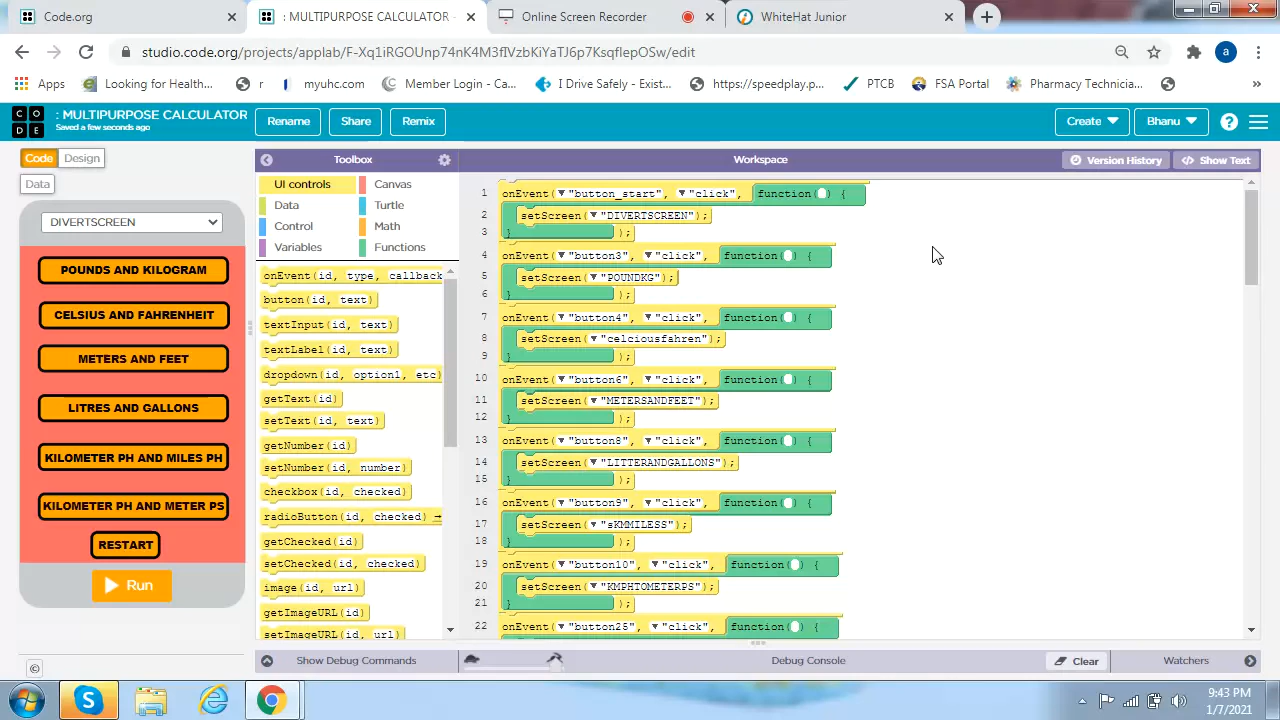 Code.org
: MULTIPURPOSE CALCULATOR -
Online Screen Recorder
WhiteHat Junior
studio.code.org/projects/applab/F-Xq1iRGOUnp74nK4M3flVzbKiYaTJ6p7KsqflepOSw/edit
Apps
Looking for Health...
r
myuhc.com
Member Login - Ca...
I Drive Safely - Exist...
https://speedplay.p...
PTCB
FSA Portal
Pharmacy Technicia...
»
CODE
: MULTIPURPOSE CALCULATOR
Saved a few seconds ago
Rename
Share
Remix
Create
Bhanu
Code
Design
Data
Toolbox
Workspace
Version History
Show Text
DIVERTSCREEN
POUNDS AND KILOGRAM
CELSIUS AND FAHRENHEIT
METERS AND FEET
LITRES AND GALLONS
KILOMETER PH AND MILES PH
KILOMETER PH AND METER PS
RESTART
Run
UI controls
Canvas
Data
Turtle
Control
Math
Variables
Functions
onEvent(id, type, callback
button(id, text)
textInput(id, text)
textLabel(id, text)
dropdown(id, option1, etc)
getText(id)
setText(id, text)
getNumber(id)
setNumber(id, number)
checkbox(id, checked)
radioButton(id, checked)
getChecked(id)
setChecked(id, checked)
image(id, url)
getImageURL(id)
setImageURL(id, url)
1 onEvent("button_start", "click", function() {
2 setScreen("DIVERTSCREEN");
3 } );
4 onEvent("button3", "click", function() {
5 setScreen("POUNDKG");
6 } );
7 onEvent("button4", "click", function() {
8 setScreen("celciousfahren");
9 } );
10 onEvent("button6", "click", function() {
11 setScreen("METERSANDFEET");
12 } );
13 onEvent("button8", "click", function() {
14 setScreen("LITTERANDGALLONS");
15 } );
16 onEvent("button9", "click", function() {
17 setScreen("sKMMILESS");
18 } );
19 onEvent("button10", "click", function() {
20 setScreen("KMPHTOMETERPS");
21 } );
22 onEvent("button25", "click", function() {
Show Debug Commands
Debug Console
Clear
Watchers
9:43 PM
1/7/2021